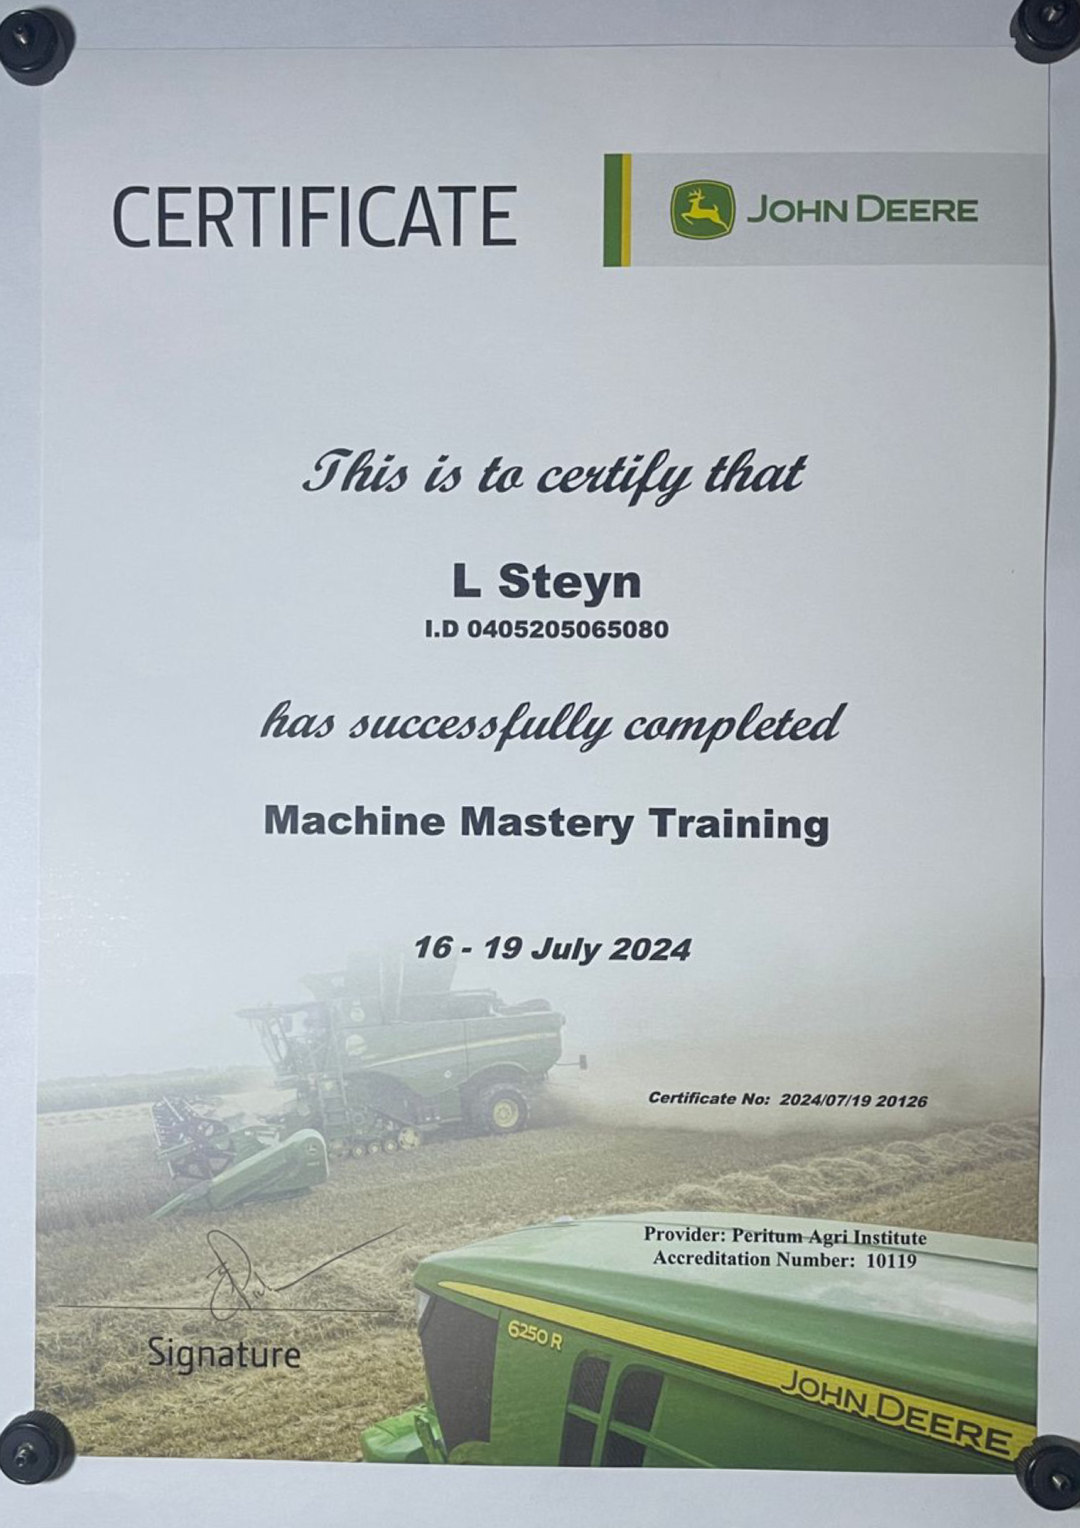 CERTIFICATE
JOHN DEERE
This is to certify that
L Steyn
I.D 0405205065080
has successfully completed
Machine Mastery Training
16 - 19 July 2024
Certificate No: 2024/07/19 20126
Provider: Peritum Agri Institute
Accreditation Number: 10119
Signature
6250 R
JOHN DEERE